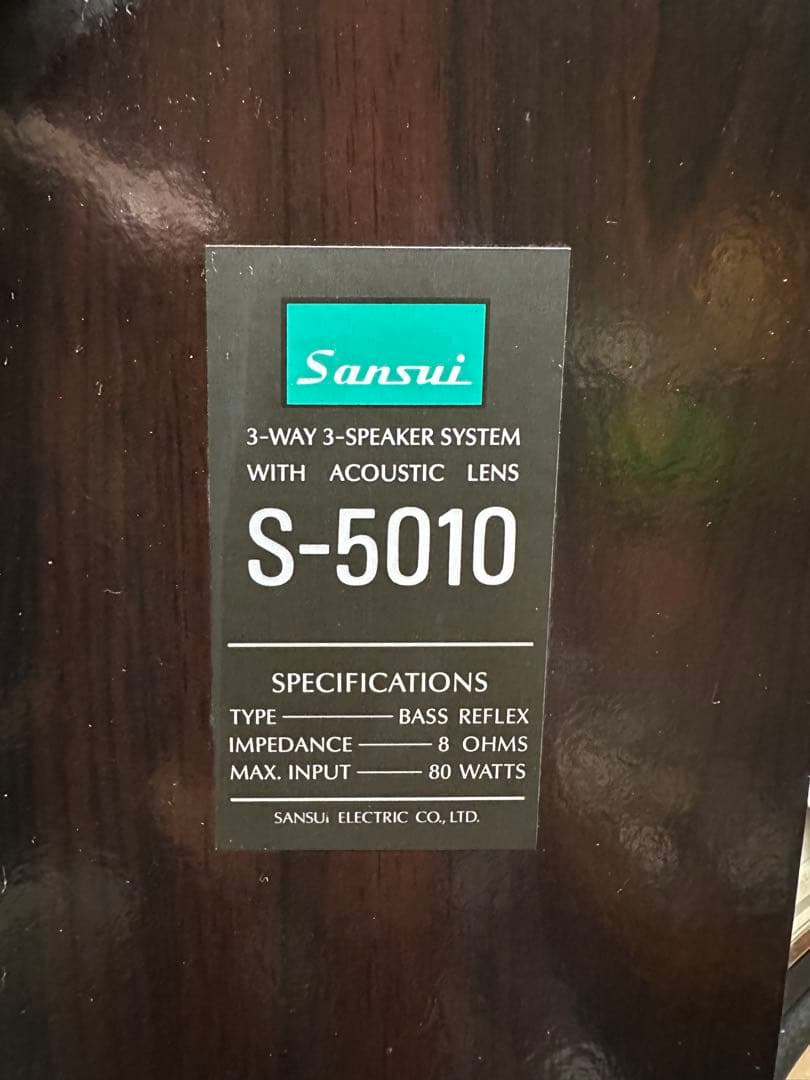 Sansui
3-WAY 3-SPEAKER SYSTEM
WITH ACOUSTIC LENS
S-5010
SPECIFICATIONS
TYPE BASS REFLEX
IMPEDANCE 8 OHMS
MAX. INPUT 80 WATTS
SANSUi ELECTRIC CO., LTD.